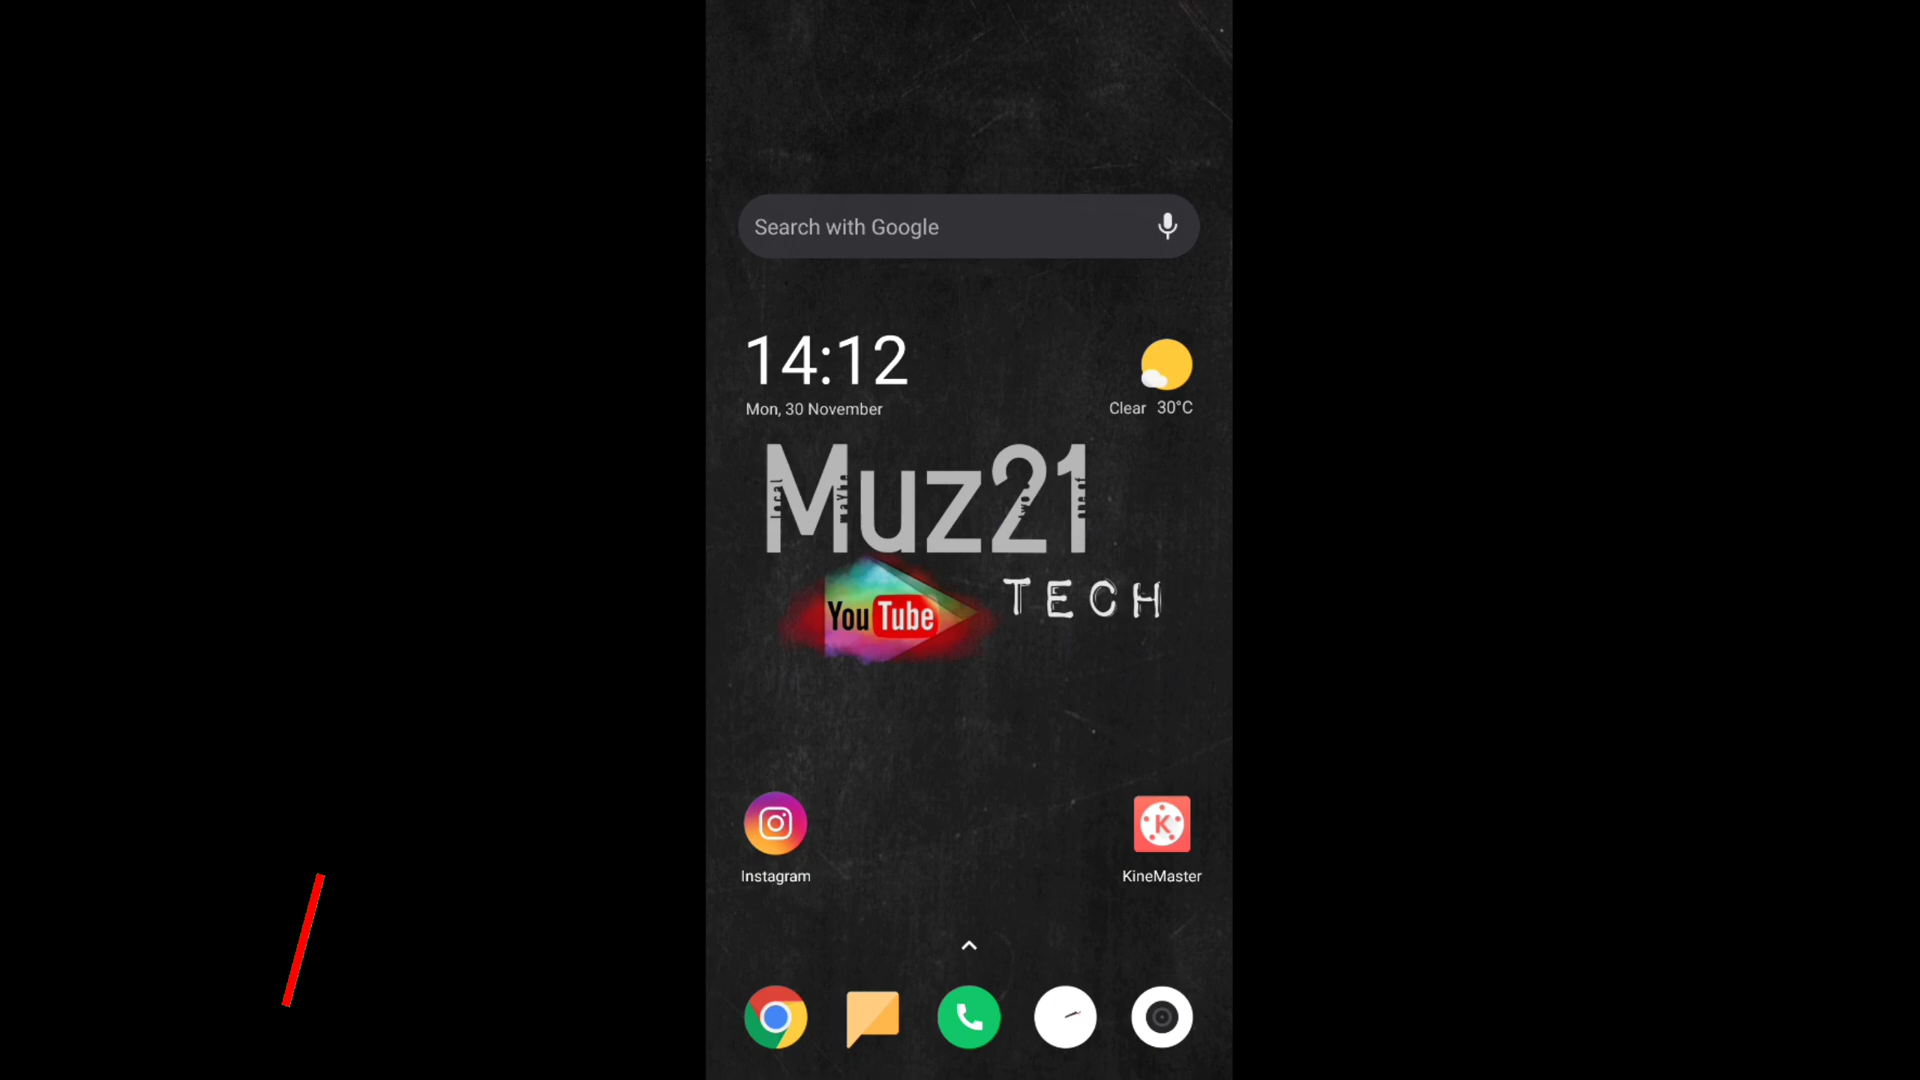 Search with Google
14:12
Mon, 30 November
Clear 30°C
Muz21
YouTube
TECH
Instagram
K
KineMaster